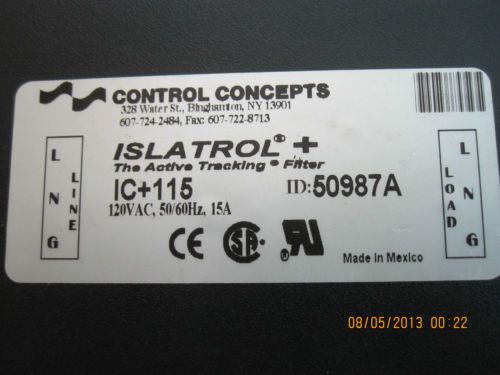 CONTROL CONCEPTS
328 Water St., Binghamton, NY 13901
607-724-2484, Fax: 607-722-8713
ISLATROL® +
The Active Tracking® Filter
IC+115 ID: 50987A
120VAC, 50/60Hz, 15A
L
N
G
LINE
LOAD
L
N
G
CE SA® UR®
Made in Mexico
08/05/2013 00:22